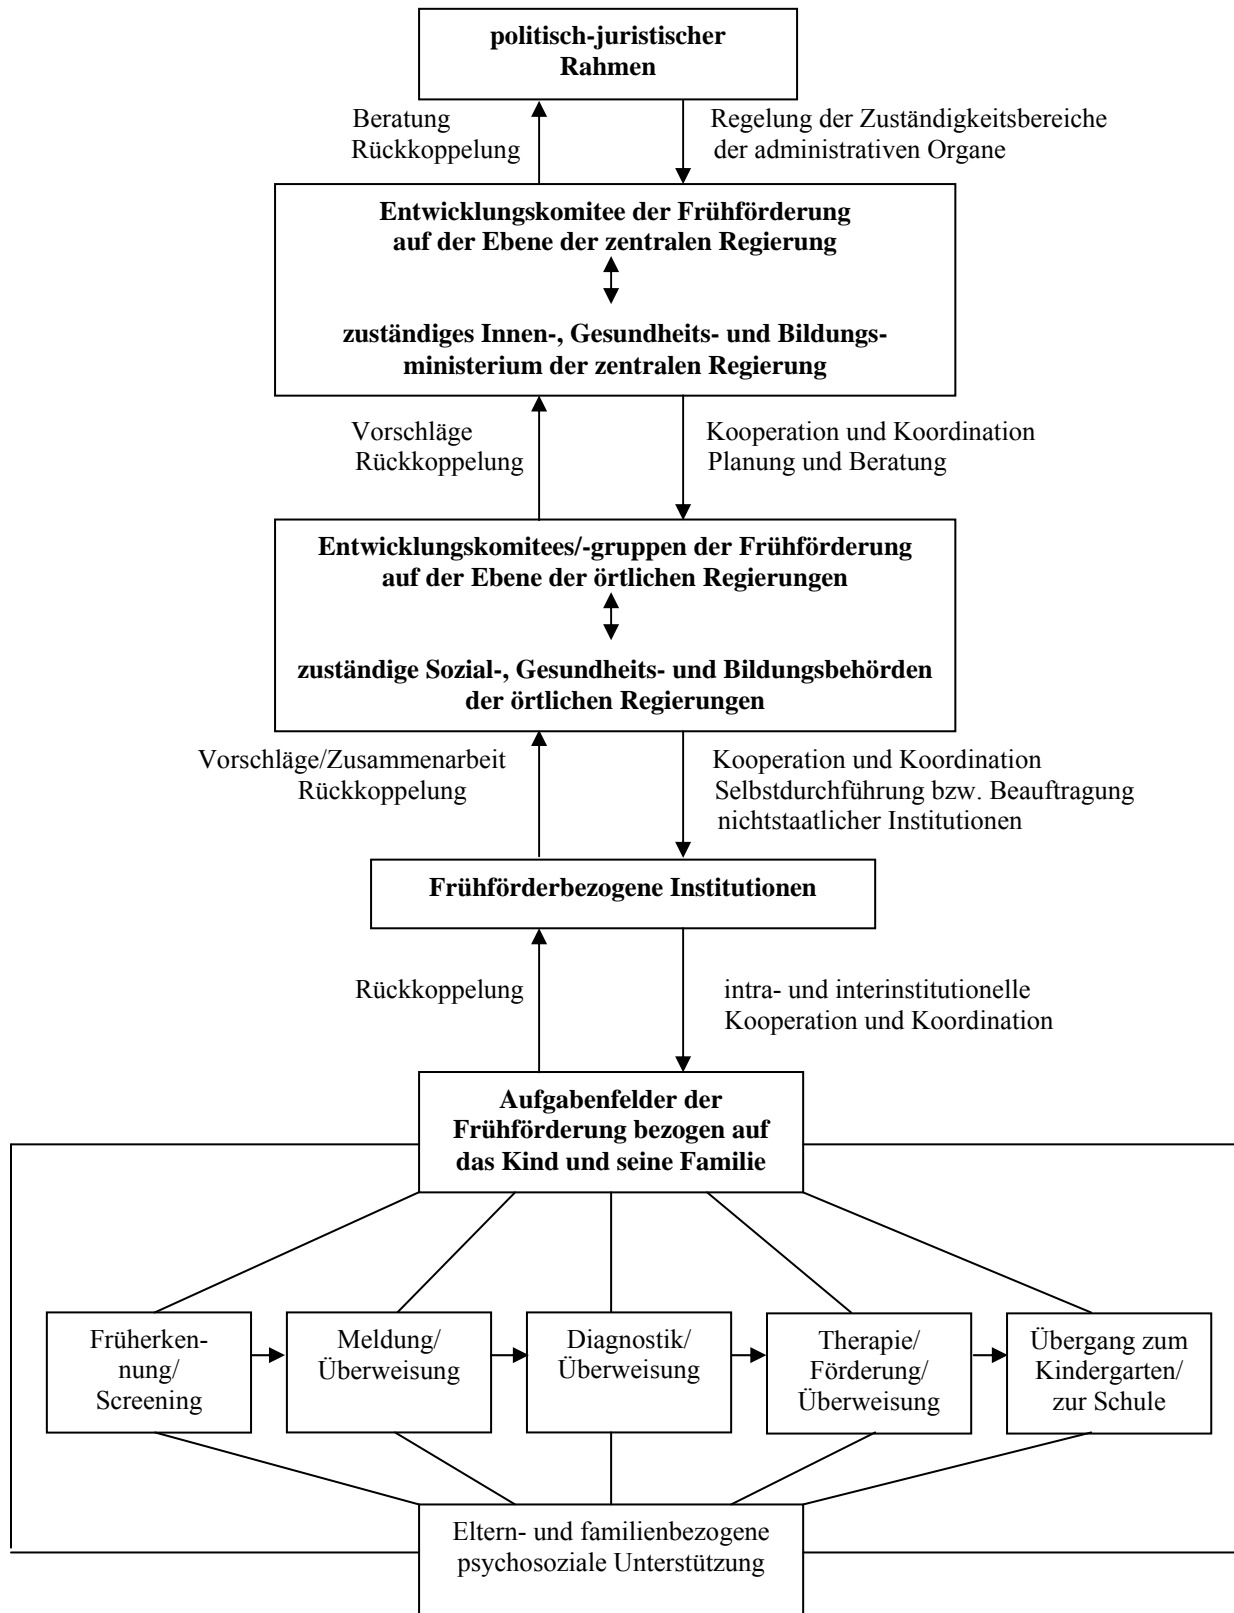 politisch-juristischer
Rahmen
Beratung
Rückkoppelung
Regelung der Zuständigkeitsbereiche
der administrativen Organe
Entwicklungskomitee der Frühförderung
auf der Ebene der zentralen Regierung
zuständiges Innen-, Gesundheits- und Bildungs-
ministerium der zentralen Regierung
Vorschläge
Rückkoppelung
Kooperation und Koordination
Planung und Beratung
Entwicklungskomitees/-gruppen der Frühförderung
auf der Ebene der örtlichen Regierungen
zuständige Sozial-, Gesundheits- und Bildungsbehörden
der örtlichen Regierungen
Vorschläge/Zusammenarbeit
Rückkoppelung
Kooperation und Koordination
Selbstdurchführung bzw. Beauftragung
nichtstaatlicher Institutionen
Frühförderbezogene Institutionen
Rückkoppelung
intra- und interinstitutionelle
Kooperation und Koordination
Aufgabenfelder der
Frühförderung bezogen auf
das Kind und seine Familie
Früherken-
nung/
Screening
Meldung/
Überweisung
Diagnostik/
Überweisung
Therapie/
Förderung/
Überweisung
Übergang zum
Kindergarten/
zur Schule
Eltern- und familienbezogene
psychosoziale Unterstützung